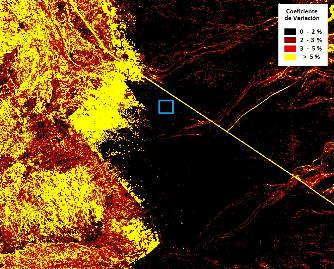 Coeficiente
de Variación
0 - 2 %
2 - 3 %
3 - 5 %
> 5 %